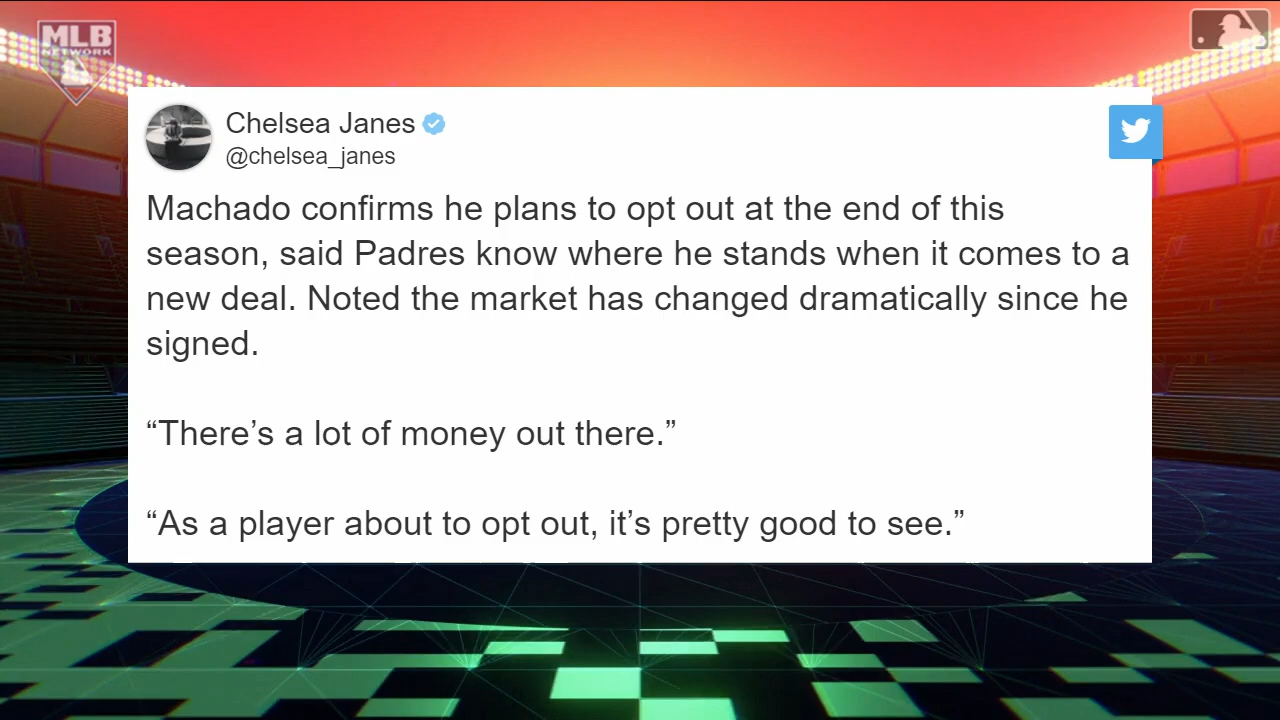 MLB
NETWORK
Chelsea Janes
@chelsea_janes
Machado confirms he plans to opt out at the end of this
season, said Padres know where he stands when it comes to a
new deal. Noted the market has changed dramatically since he
signed.
“There’s a lot of money out there.”
“As a player about to opt out, it’s pretty good to see.”